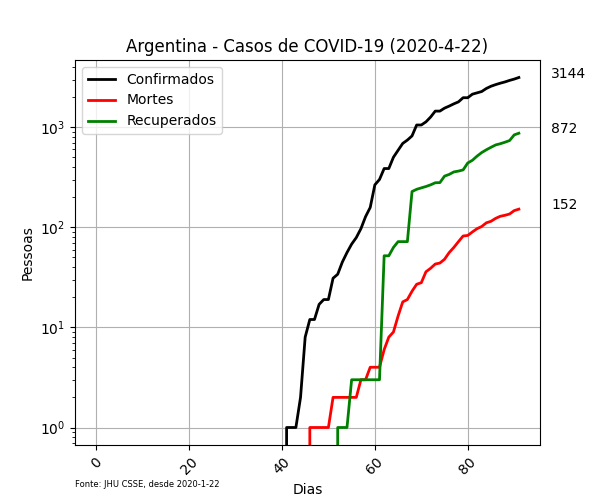 Argentina - Casos de COVID-19 (2020-4-22)
Confirmados
Mortes
Recuperados
3144
872
152
10³
10²
10¹
10⁰
Pessoas
0
20
40
60
80
Dias
Fonte: JHU CSSE, desde 2020-1-22